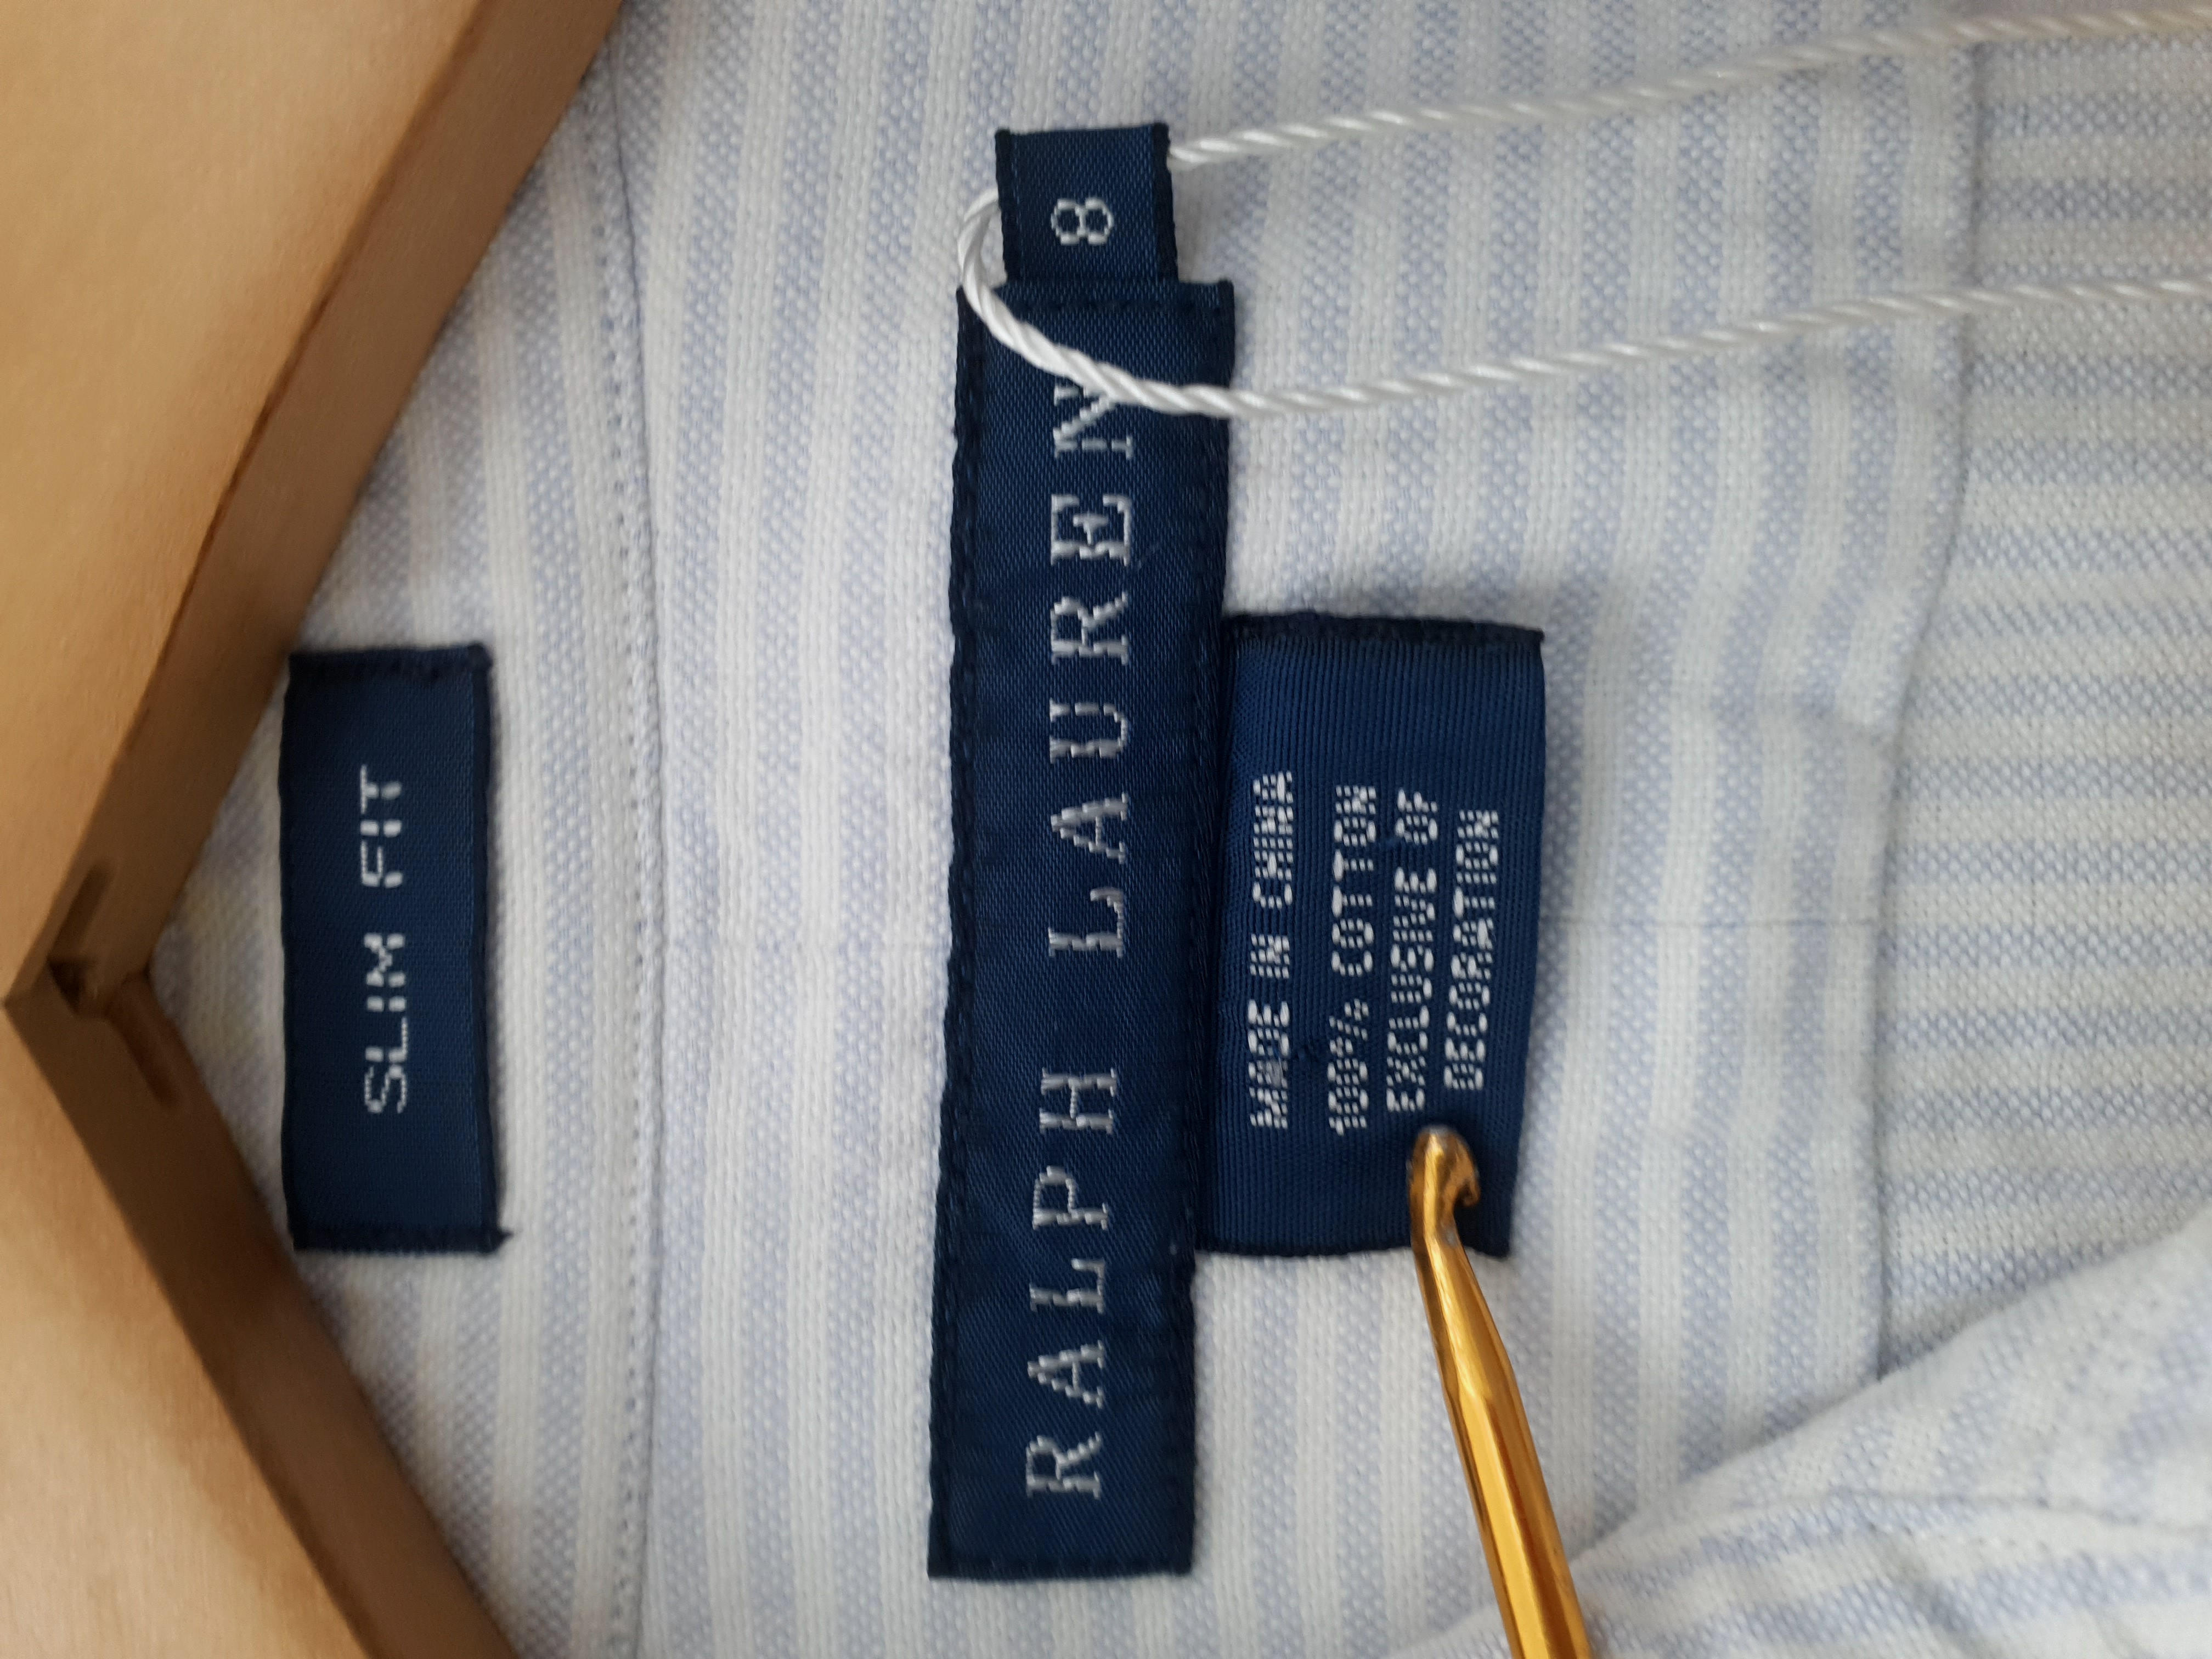 SLIM FIT
RALPH LAUREN
8
MADE IN CHINA
100% COTTON
EXCLUSIVE OF
DECORATION